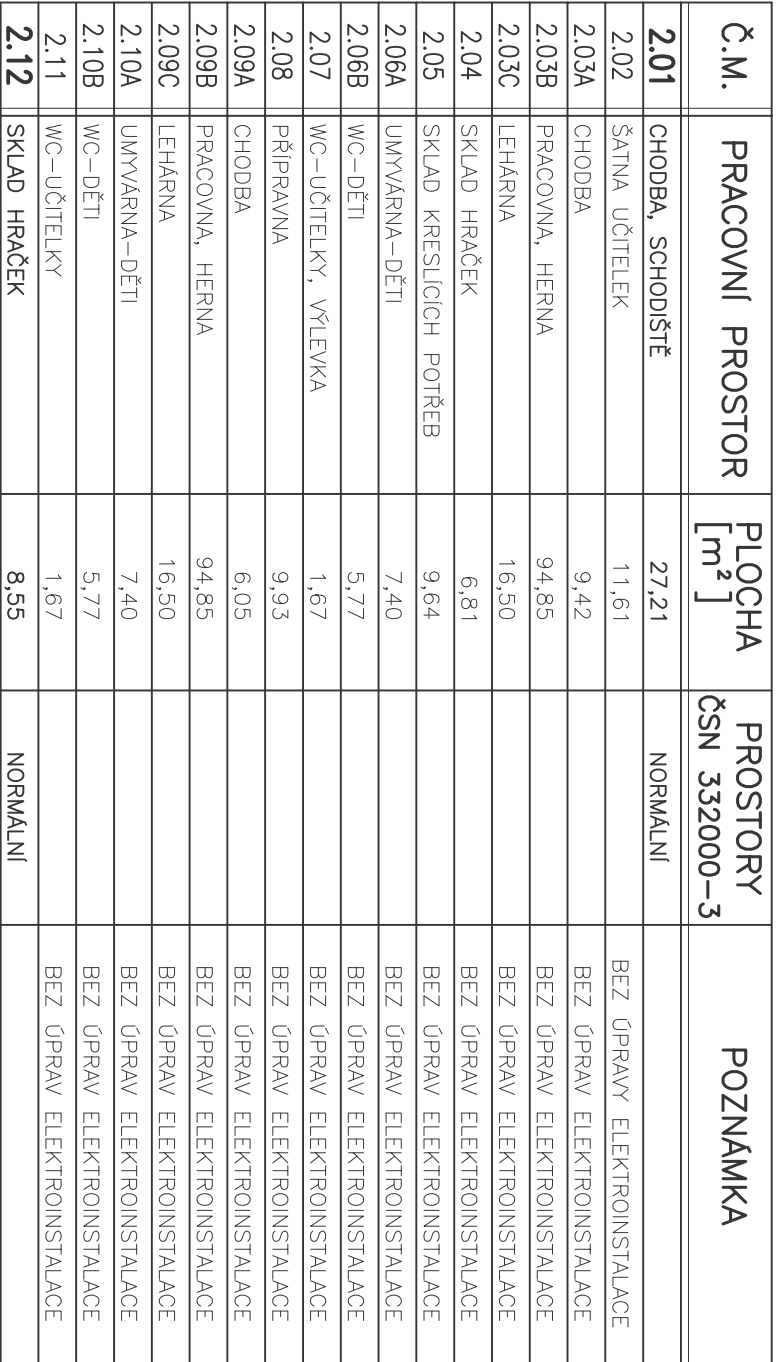 Č.M. PRACOVNÍ PROSTOR PLOCHA [m²] PROSTORY ČSN 332000-3 POZNÁMKA
2.01 CHODBA, SCHODIŠTĚ 27,21 NORMÁLNÍ
2.02 ŠATNA UČITELEK 11,61 BEZ ÚPRAVY ELEKTROINSTALACE
2.03A CHODBA 9,42 BEZ ÚPRAV ELEKTROINSTALACE
2.03B PRACOVNA, HERNA 94,85 BEZ ÚPRAV ELEKTROINSTALACE
2.03C LEHÁRNA 16,50 BEZ ÚPRAV ELEKTROINSTALACE
2.04 SKLAD HRAČEK 6,81 BEZ ÚPRAV ELEKTROINSTALACE
2.05 SKLAD KRESLÍCÍCH POTŘEB 9,64 BEZ ÚPRAV ELEKTROINSTALACE
2.06A UMYVÁRNA-DĚTI 7,40 BEZ ÚPRAV ELEKTROINSTALACE
2.06B WC-DĚTI 5,77 BEZ ÚPRAV ELEKTROINSTALACE
2.07 WC-UČITELKY, VÝLEVKA 1,67 BEZ ÚPRAV ELEKTROINSTALACE
2.08 PŘÍPRAVNA 9,93 BEZ ÚPRAV ELEKTROINSTALACE
2.09A CHODBA 6,05 BEZ ÚPRAV ELEKTROINSTALACE
2.09B PRACOVNA, HERNA 94,85 BEZ ÚPRAV ELEKTROINSTALACE
2.09C LEHÁRNA 16,50 BEZ ÚPRAV ELEKTROINSTALACE
2.10A UMYVÁRNA-DĚTI 7,40 BEZ ÚPRAV ELEKTROINSTALACE
2.10B WC-DĚTI 5,77 BEZ ÚPRAV ELEKTROINSTALACE
2.11 WC-UČITELKY 1,67 BEZ ÚPRAV ELEKTROINSTALACE
2.12 SKLAD HRAČEK 8,55 NORMÁLNÍ